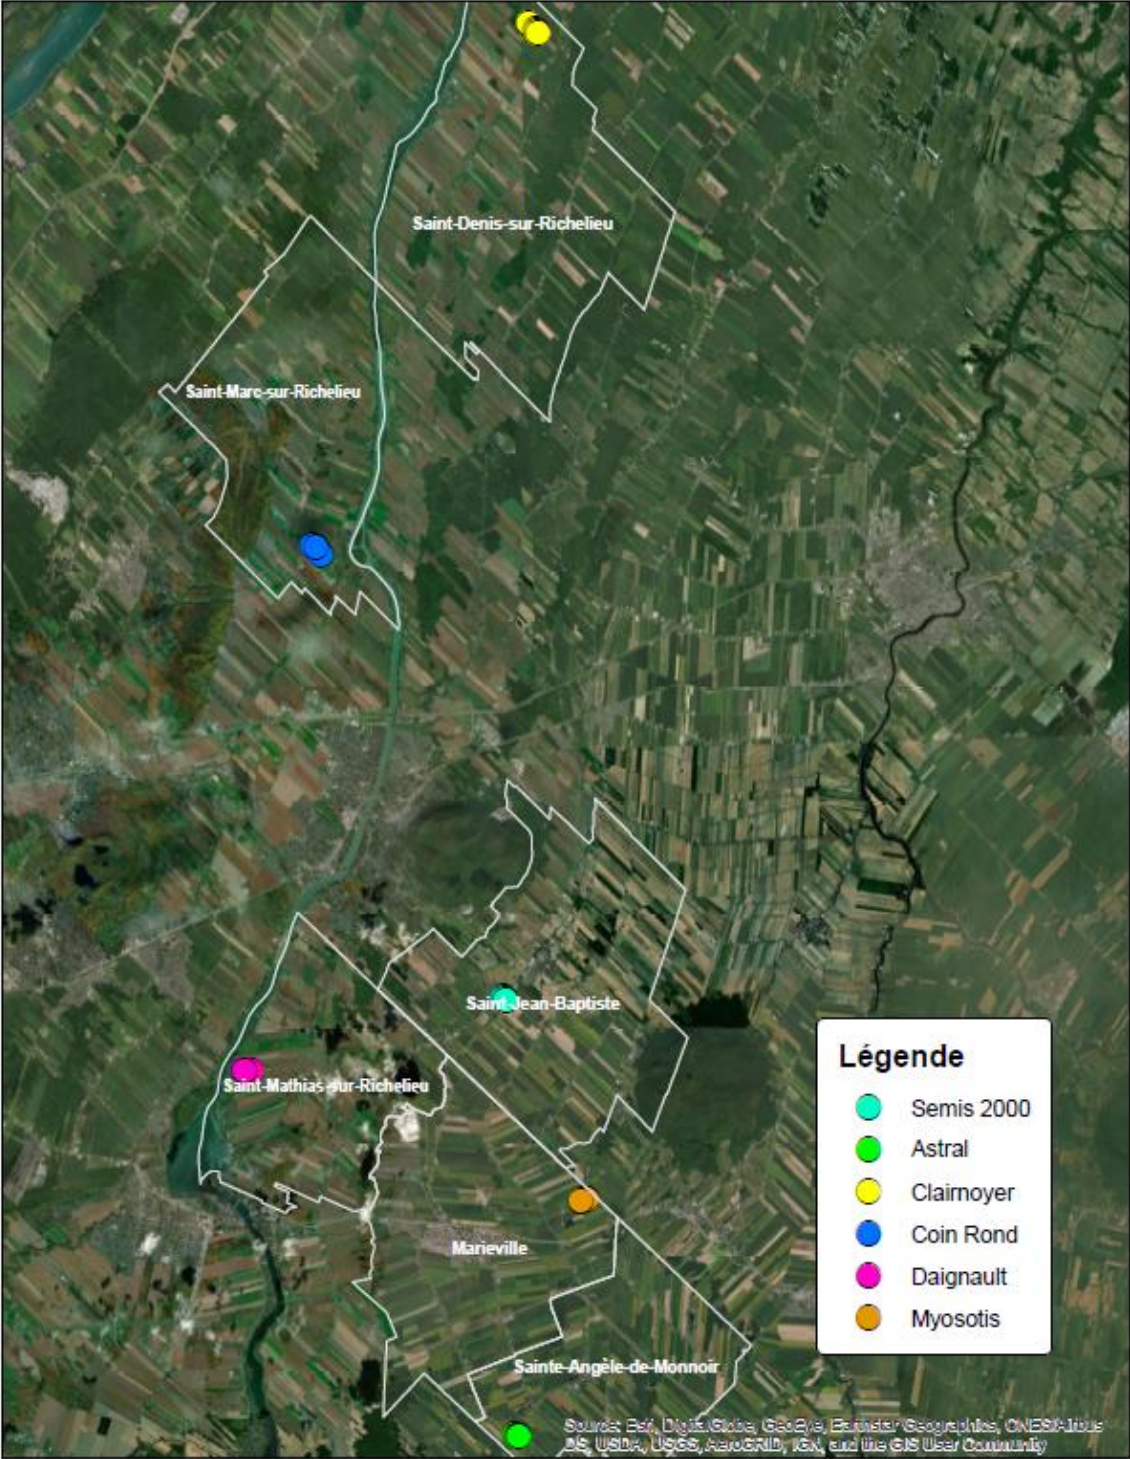 Saint-Denis-sur-Richelieu
Saint-Marc-sur-Richelieu
Saint-Jean-Baptiste
Saint-Mathias-sur-Richelieu
Marieville
Sainte-Angèle-de-Monnoir
Légende
Semis 2000
Astral
Clairnoyer
Coin Rond
Daignault
Myosotis
Source: Esri, DigitalGlobe, GeoEye, Earthstar Geographics, CNES/Airbus
DS, USDA, USGS, AeroGRID, IGN, and the GIS User Community